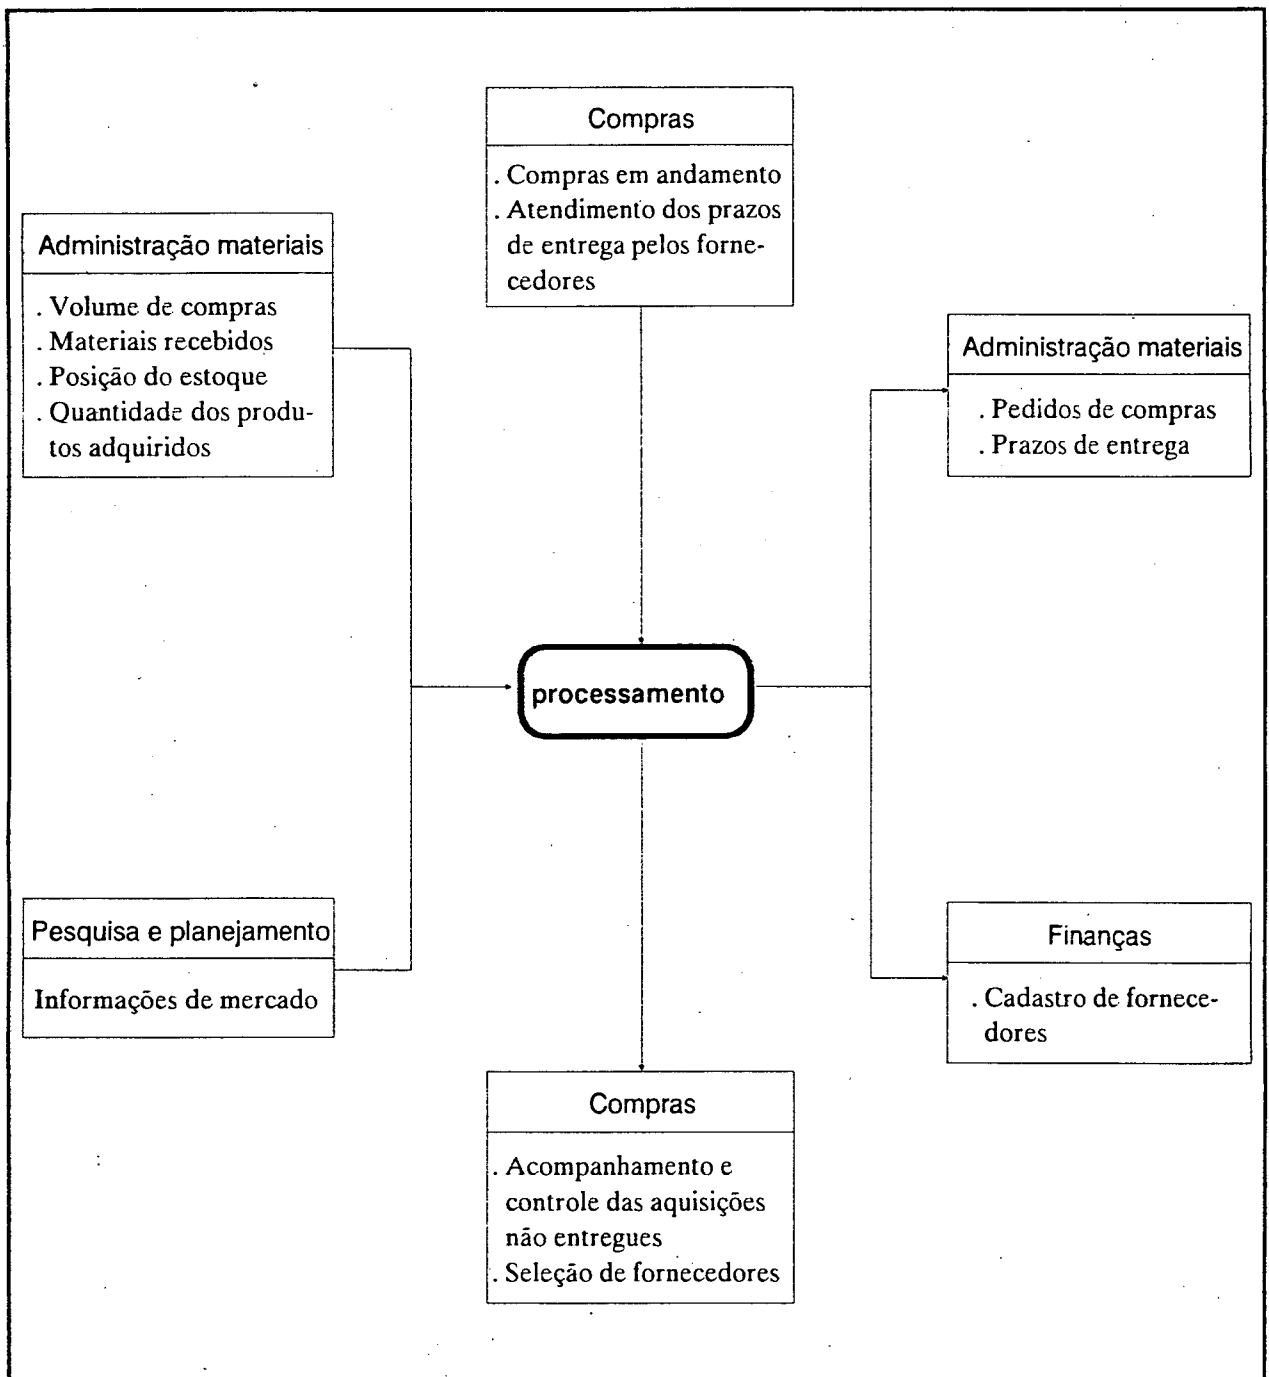 Compras
. Compras em andamento
. Atendimento dos prazos
de entrega pelos forne-
cedores
Administração materiais
. Volume de compras
. Materiais recebidos
. Posição do estoque
. Quantidade dos produ-
tos adquiridos
Administração materiais
. Pedidos de compras
. Prazos de entrega
processamento
Pesquisa e planejamento
Informações de mercado
Finanças
. Cadastro de fornece-
dores
Compras
. Acompanhamento e
controle das aquisições
não entregues
. Seleção de fornecedores